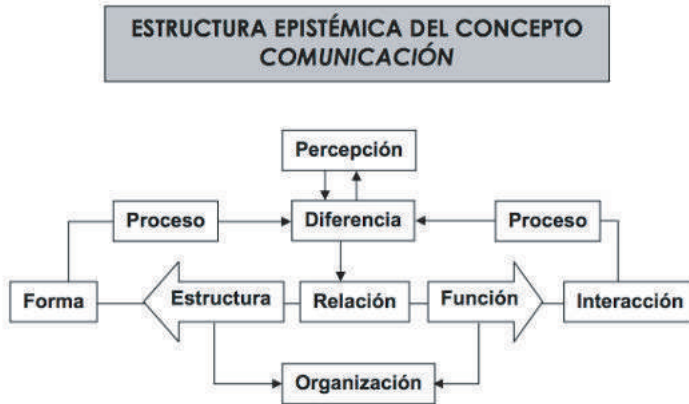 ESTRUCTURA EPISTÉMICA DEL CONCEPTO
COMUNICACIÓN
Percepción
Proceso
Diferencia
Proceso
Forma
Estructura
Relación
Función
Interacción
Organización